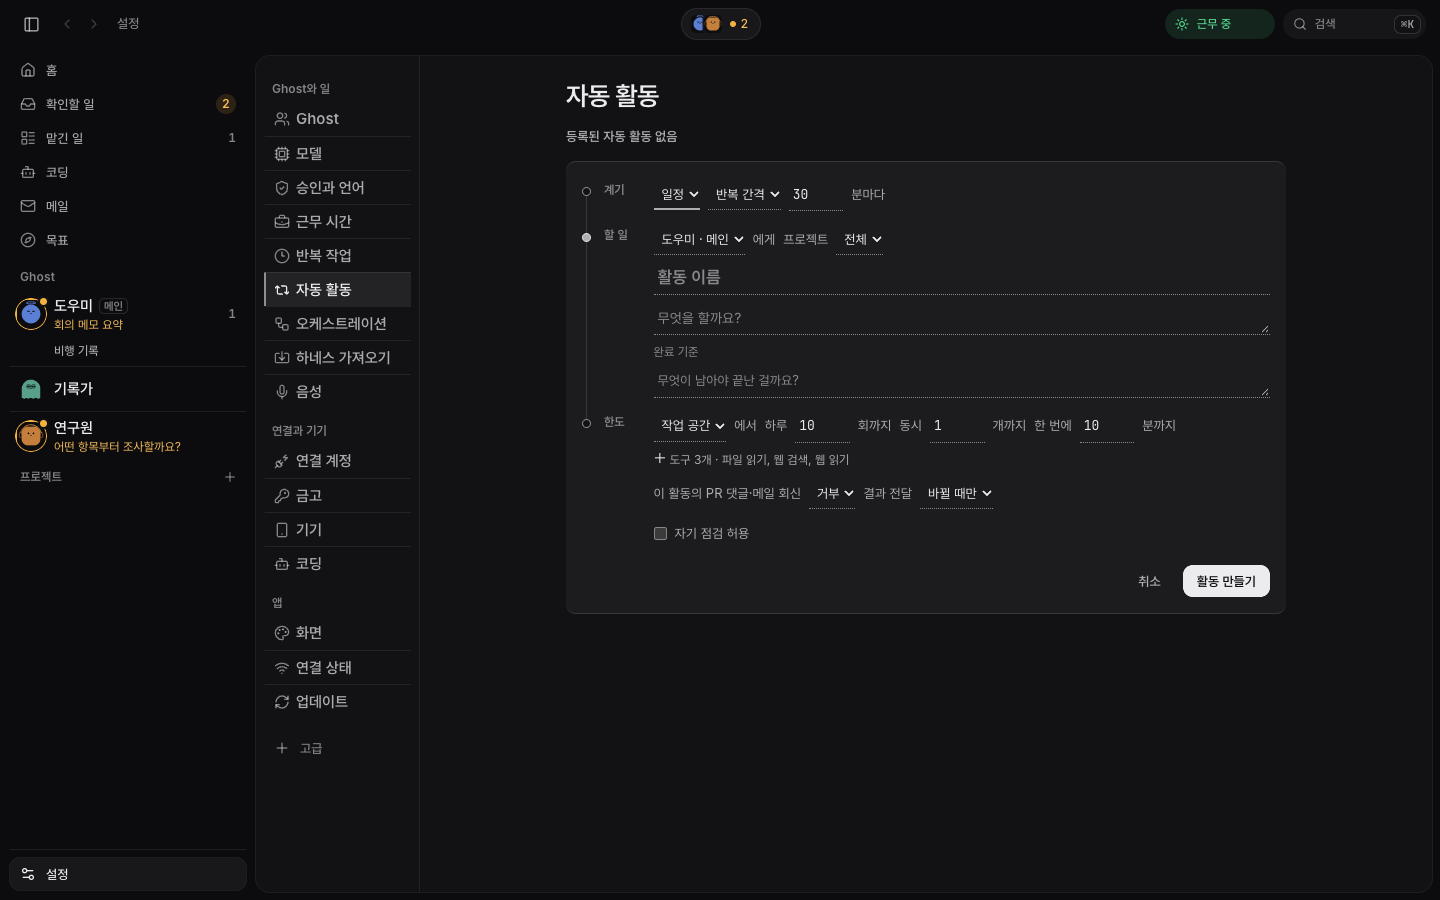 설정
2
근무 중
검색
⌘K
홈
확인할 일
2
맡긴 일
1
코딩
메일
목표
Ghost
도우미
메인
1
회의 메모 요약
비행 기록
기록가
연구원
어떤 항목부터 조사할까요?
프로젝트
설정
Ghost와 일
Ghost
모델
승인과 언어
근무 시간
반복 작업
자동 활동
오케스트레이션
하네스 가져오기
음성
연결과 기기
연결 계정
금고
기기
코딩
앱
화면
연결 상태
업데이트
고급
자동 활동
등록된 자동 활동 없음
계기 일정 반복 간격 30 분마다
할 일 도우미 · 메인 에게 프로젝트 전체
활동 이름
무엇을 할까요?
완료 기준
무엇이 남아야 끝난 걸까요?
한도 작업 공간 에서 하루 10 회까지 동시 1 개까지 한 번에 10 분까지
도구 3개 · 파일 읽기, 웹 검색, 웹 읽기
이 활동의 PR 댓글·메일 회신 거부 결과 전달 바뀔 때만
자기 점검 허용
취소 활동 만들기